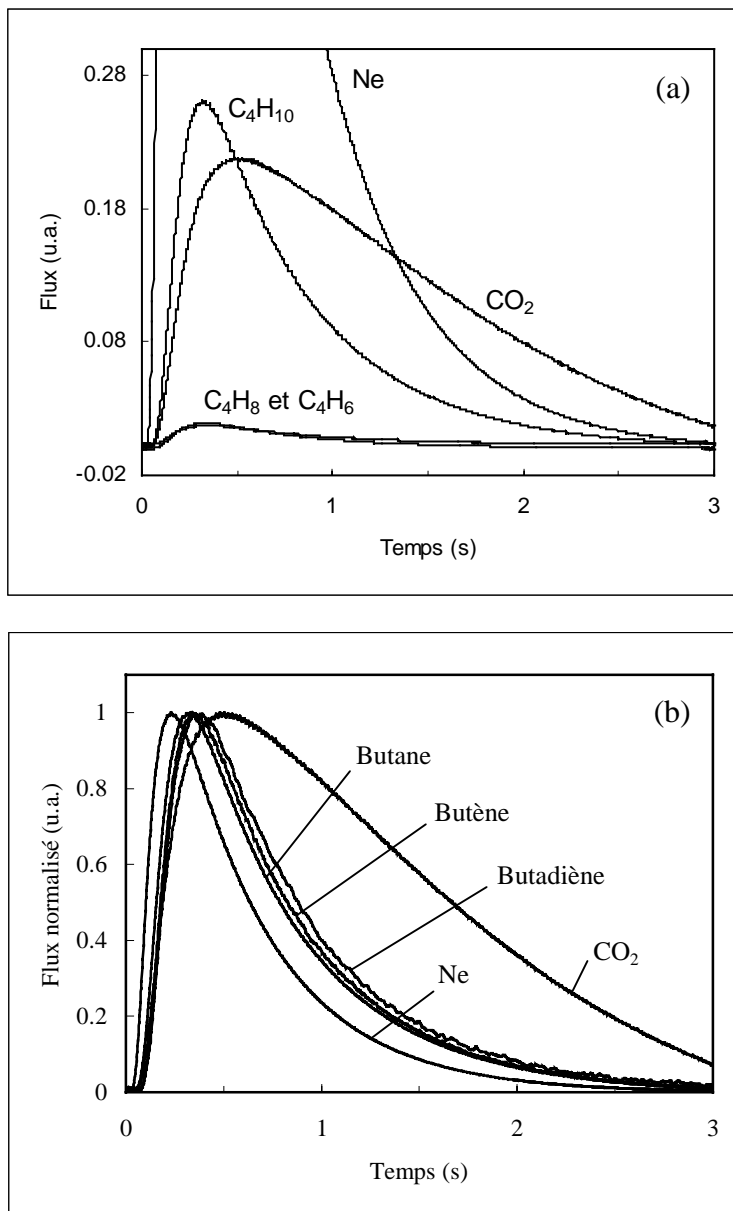 (a)
0.28
0.18
0.08
-0.02
Flux (u.a.)
Ne
C₄H₁₀
CO₂
C₄H₈ et C₄H₆
0 1 2 3
Temps (s)
(b)
1
0.8
0.6
0.4
0.2
0
Flux normalisé (u.a.)
Butane
Butène
Butadiène
CO₂
Ne
0 1 2 3
Temps (s)